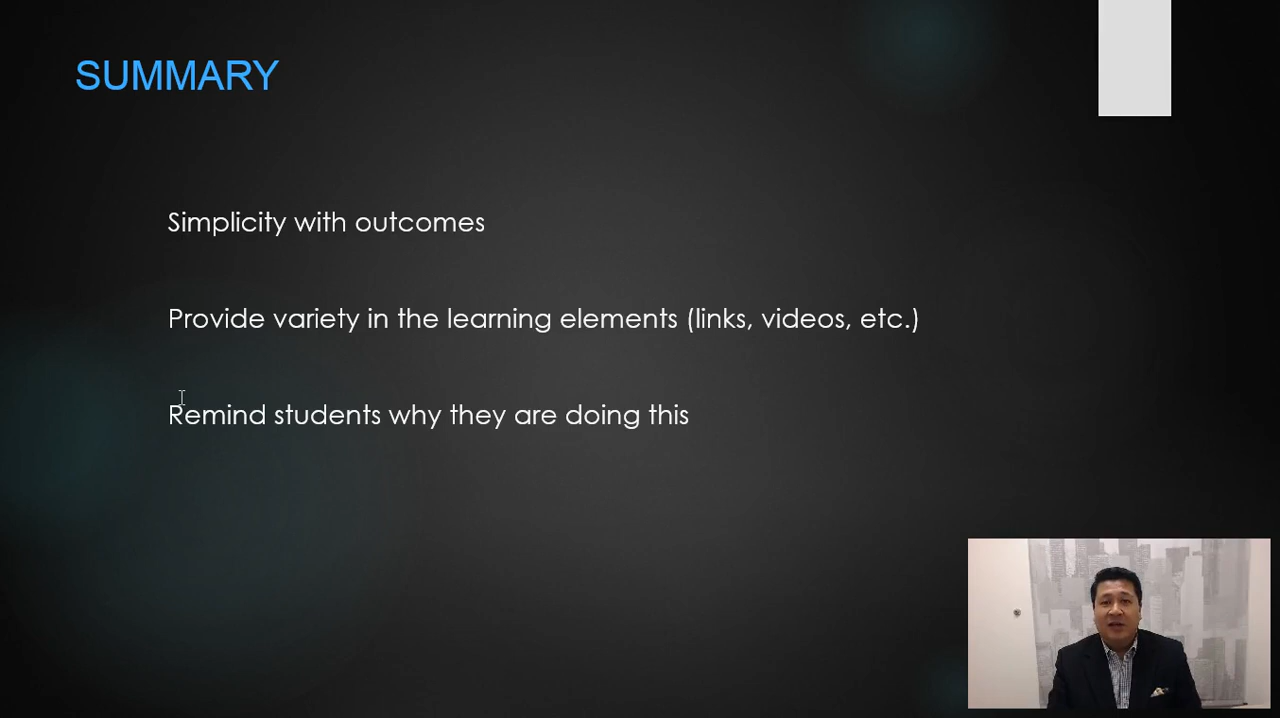 SUMMARY
Simplicity with outcomes
Provide variety in the learning elements (links, videos, etc.)
Remind students why they are doing this